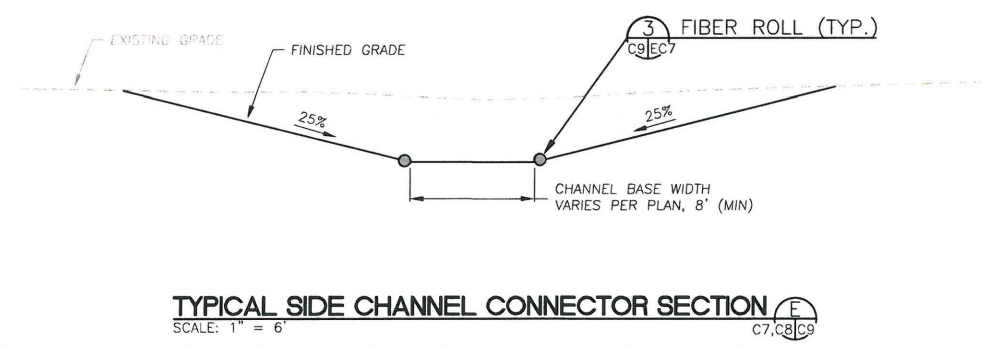 EXISTING GRADE
FINISHED GRADE
3
FIBER ROLL (TYP.)
C9 EC7
25%
25%
CHANNEL BASE WIDTH
VARIES PER PLAN, 8' (MIN)
TYPICAL SIDE CHANNEL CONNECTOR SECTION
E
SCALE: 1" = 6'
C7,C8 C9